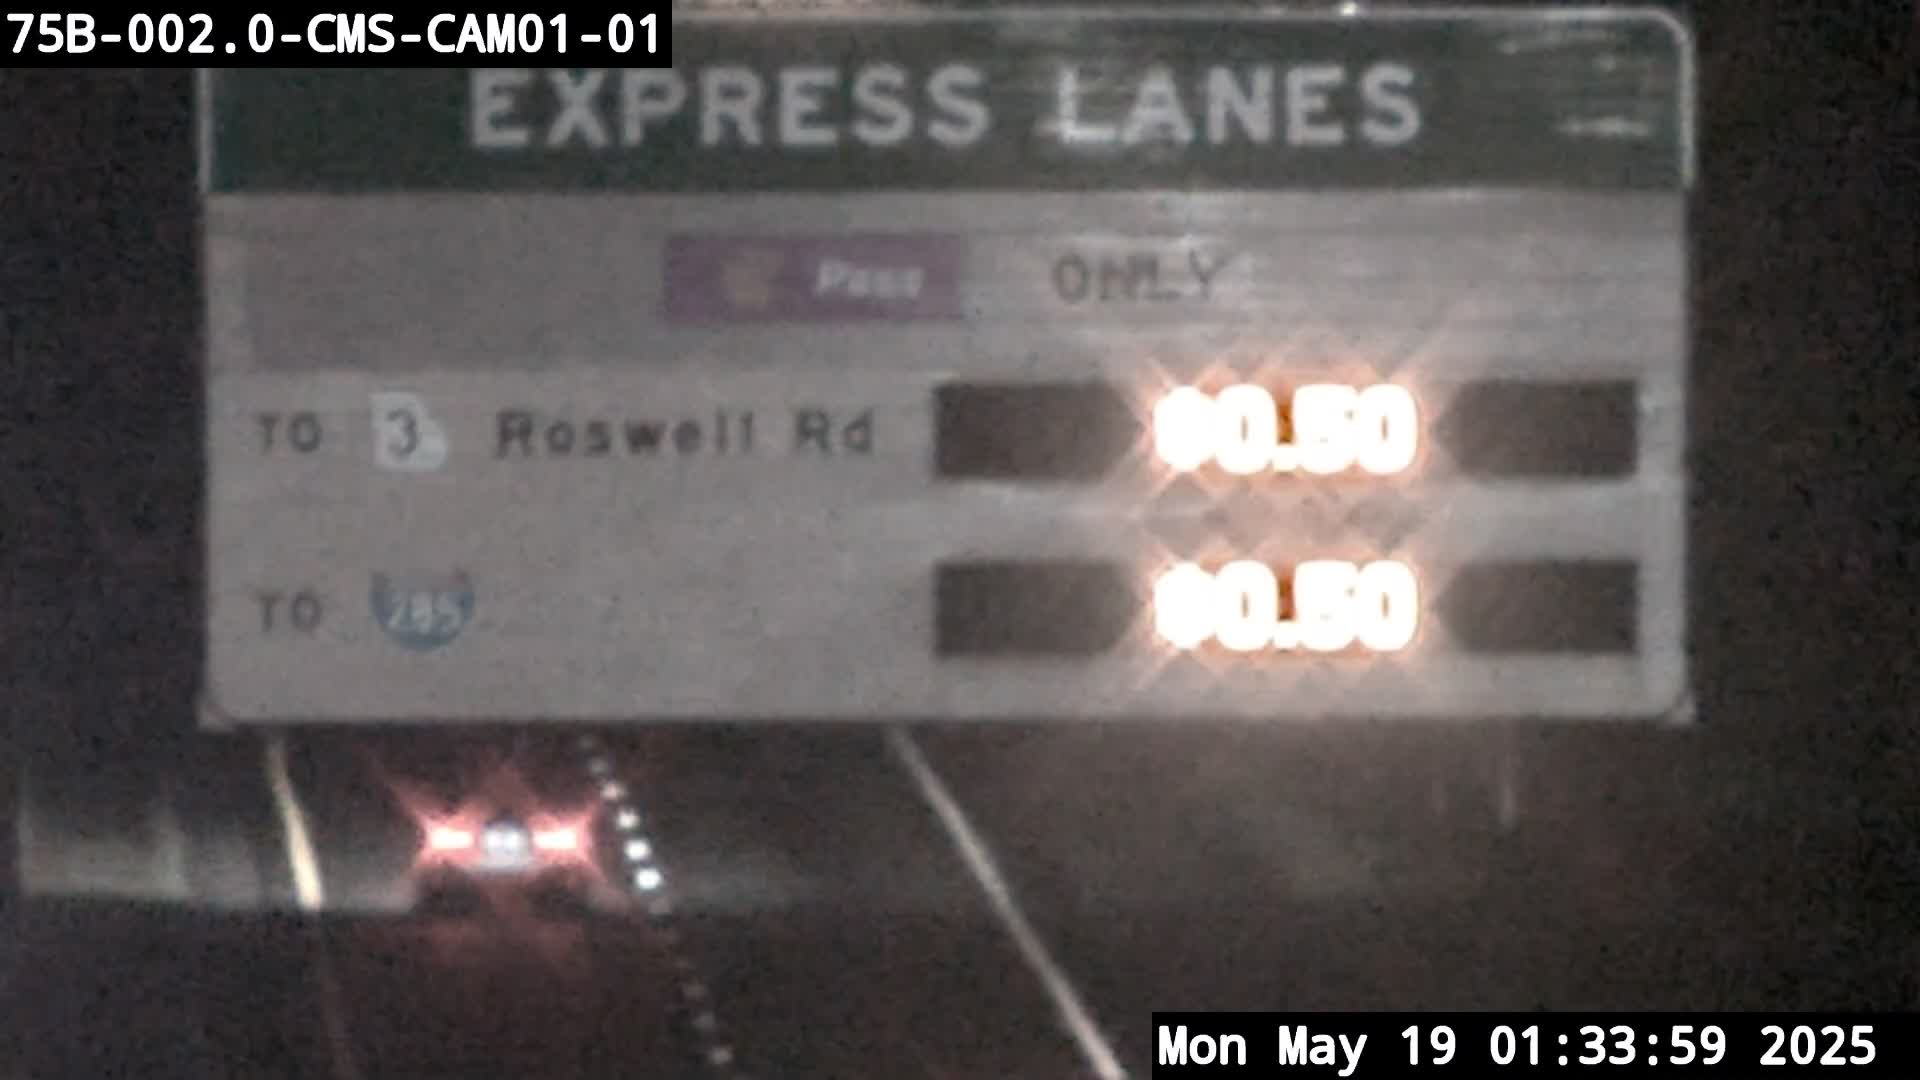 75B-002.0-CMS-CAM01-01
EXPRESS LANES
Pass ONLY
TO 3 Roswell Rd $0.50
TO 285 $0.50
Mon May 19 01:33:59 2025